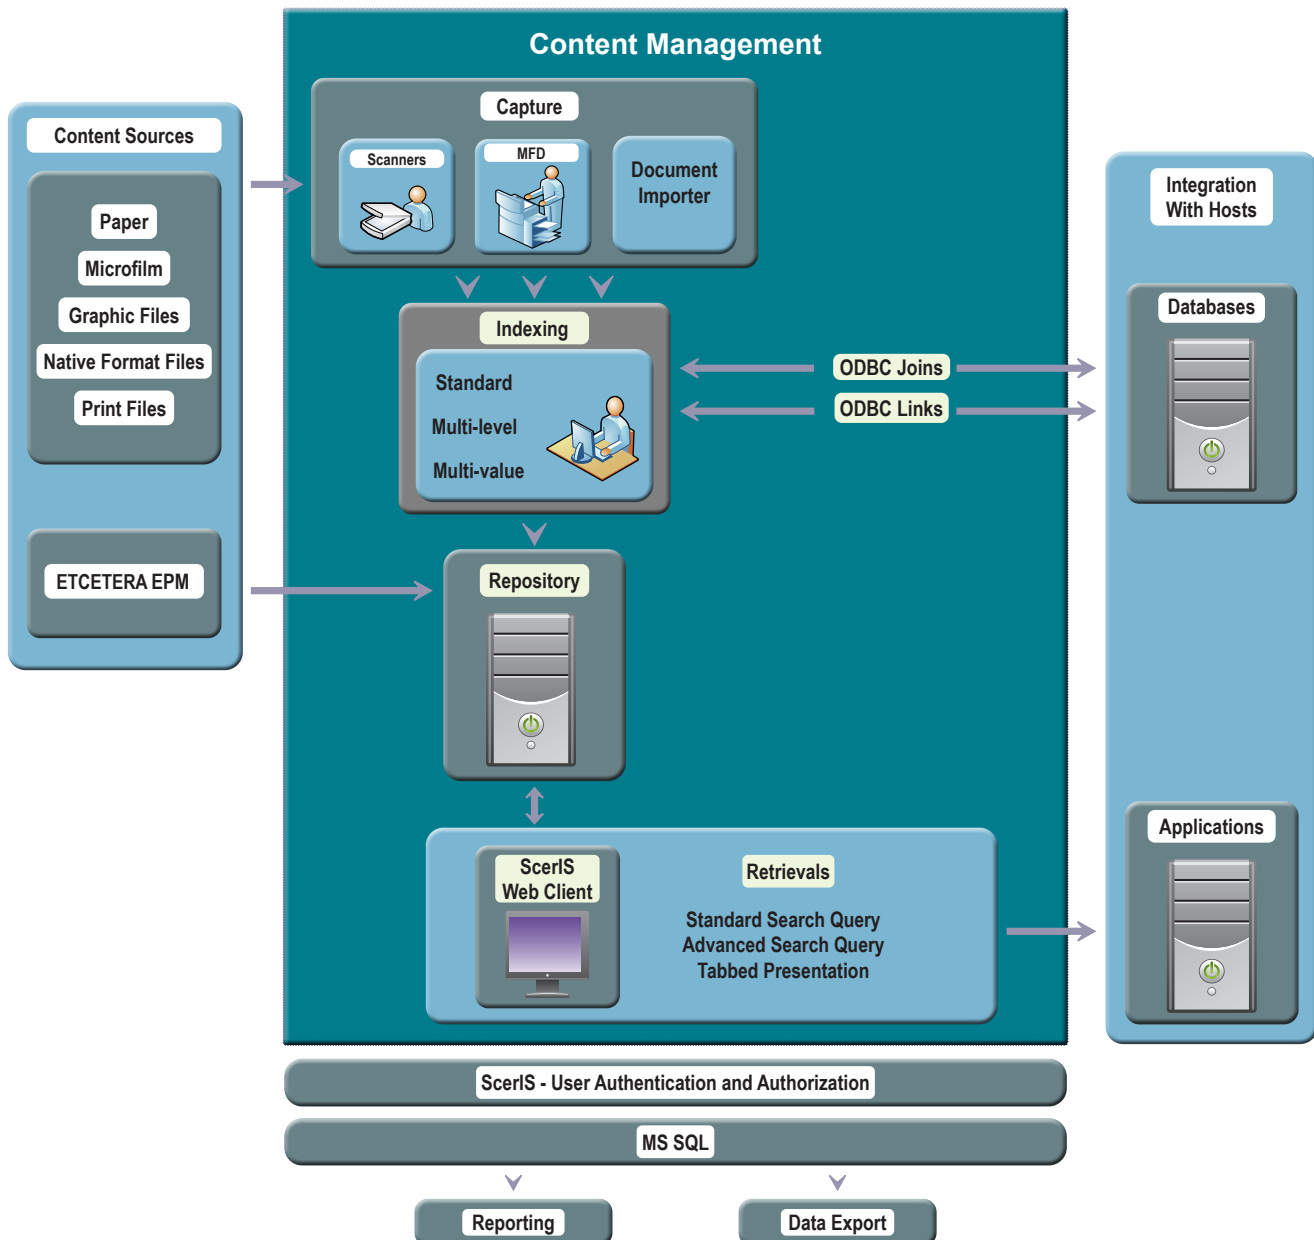 Content Management
Content Sources
Paper
Microfilm
Graphic Files
Native Format Files
Print Files
ETCETERA EPM
Capture
Scanners
MFD
Document
Importer
Indexing
Standard
Multi-level
Multi-value
ODBC Joins
ODBC Links
Repository
ScerIS
Web Client
Retrievals
Standard Search Query
Advanced Search Query
Tabbed Presentation
Integration
With Hosts
Databases
Applications
ScerIS - User Authentication and Authorization
MS SQL
Reporting
Data Export